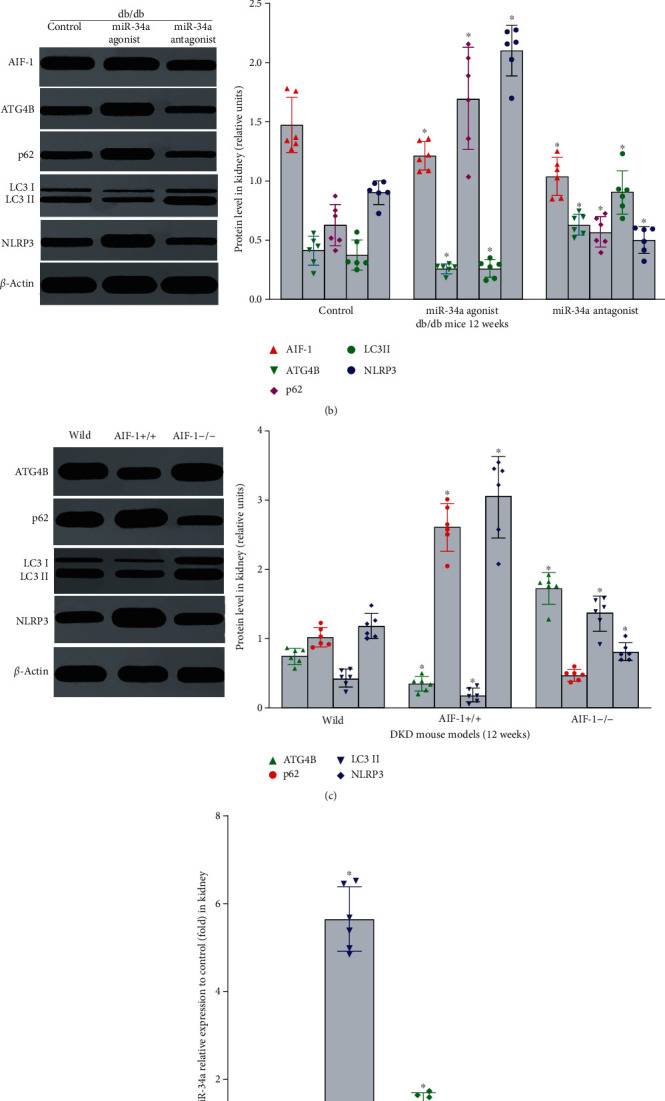 db/db
Control miR-34a agonist miR-34a antagonist
AIF-1
ATG4B
p62
LC3 I
LC3 II
NLRP3
β-Actin
Protein level in kidney (relative units)
2.5
2.0
1.5
1.0
0.5
0.0
* * * * * * * * *
Control miR-34a agonist miR-34a antagonist
db/db mice 12 weeks
AIF-1 LC3II
ATG4B NLRP3
p62
(b)
Wild AIF-1+/+ AIF-1−/−
ATG4B
p62
LC3 I
LC3 II
NLRP3
β-Actin
Protein level in kidney (relative units)
4
3
2
1
0
* * * * * * *
Wild AIF-1+/+ AIF-1−/−
DKD mouse models (12 weeks)
ATG4B LC3 II
p62 NLRP3
(c)
8
6
4
2
miR-34a relative expression to control (fold) in kidney
*
*